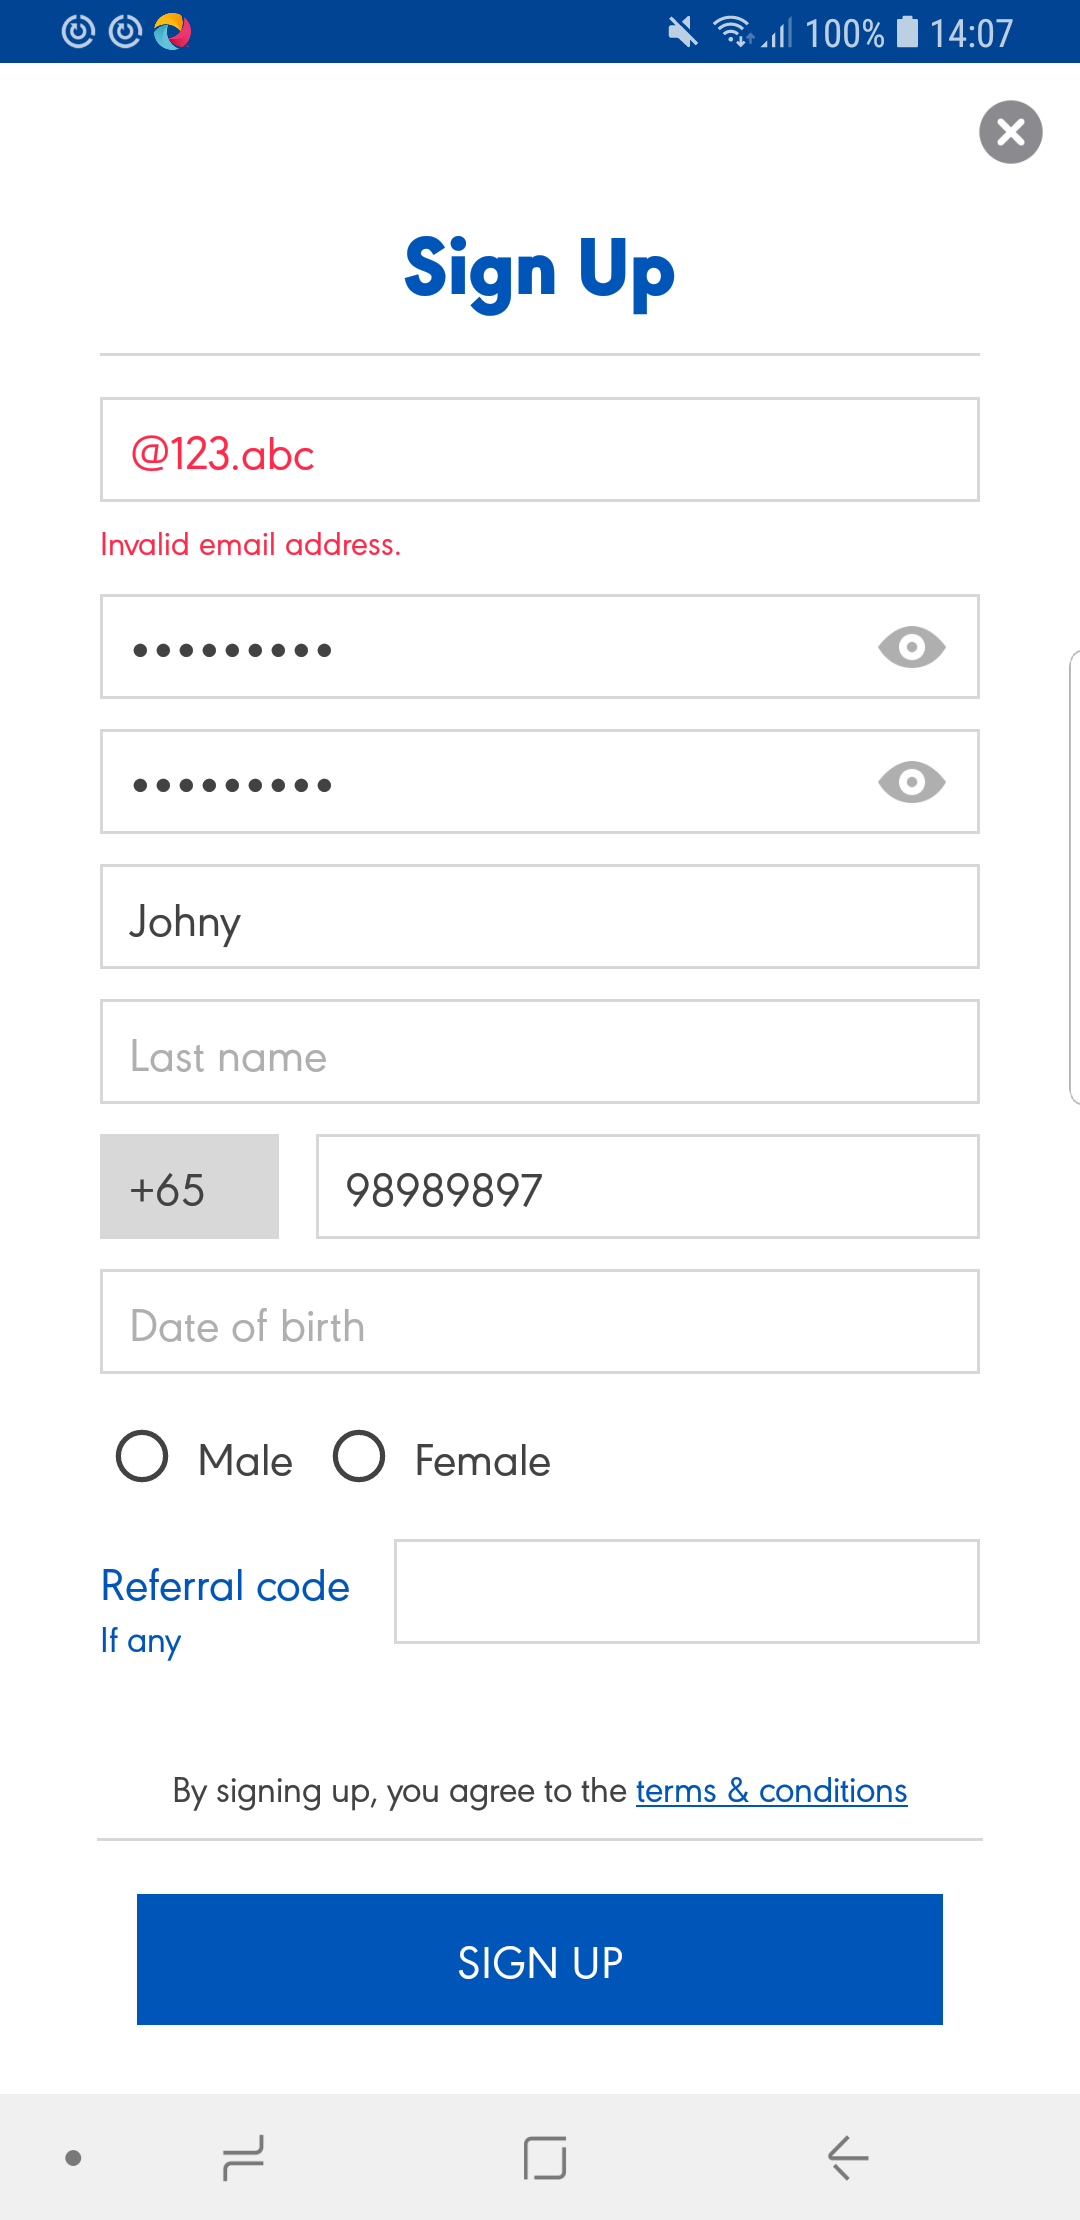 100% 14:07
Sign Up
@123.abc
Invalid email address.
•••••••••
•••••••••
Johny
Last name
+65 98989897
Date of birth
Male Female
Referral code
If any
By signing up, you agree to the terms & conditions
SIGN UP